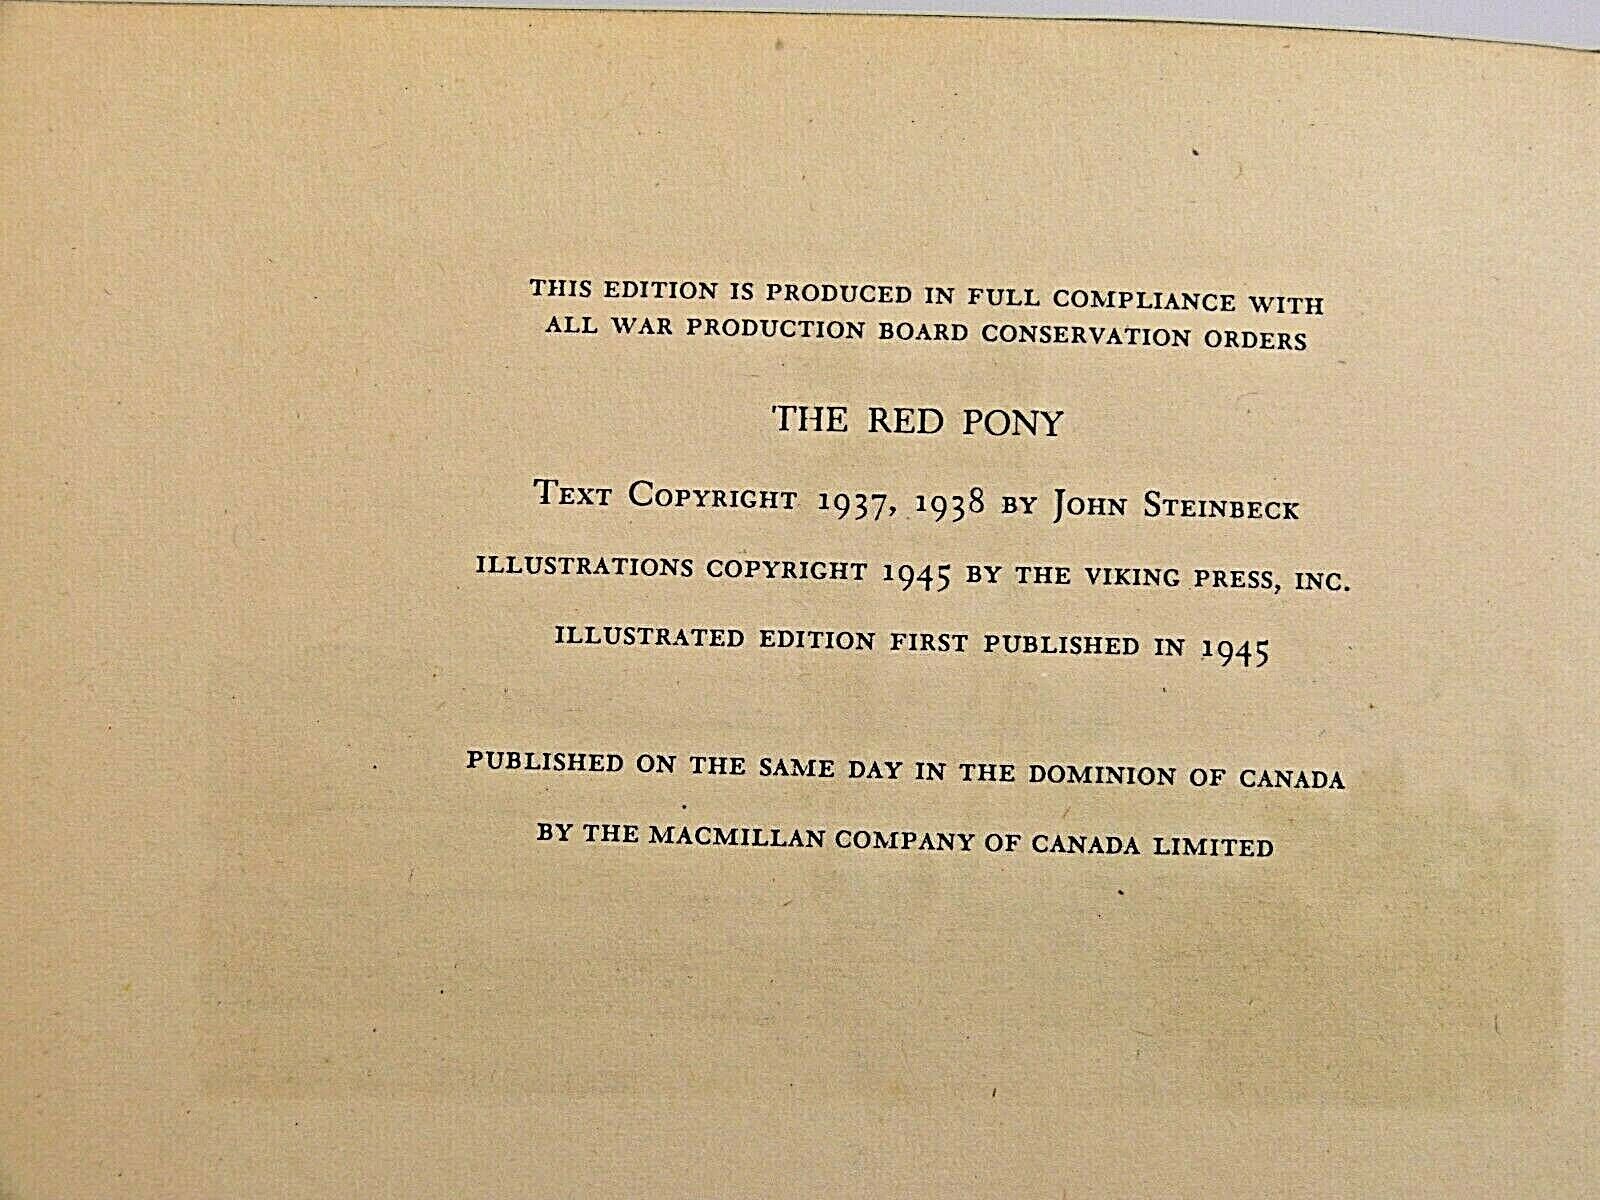 THIS EDITION IS PRODUCED IN FULL COMPLIANCE WITH
ALL WAR PRODUCTION BOARD CONSERVATION ORDERS
THE RED PONY
TEXT COPYRIGHT 1937, 1938 BY JOHN STEINBECK
ILLUSTRATIONS COPYRIGHT 1945 BY THE VIKING PRESS, INC.
ILLUSTRATED EDITION FIRST PUBLISHED IN 1945
PUBLISHED ON THE SAME DAY IN THE DOMINION OF CANADA
BY THE MACMILLAN COMPANY OF CANADA LIMITED